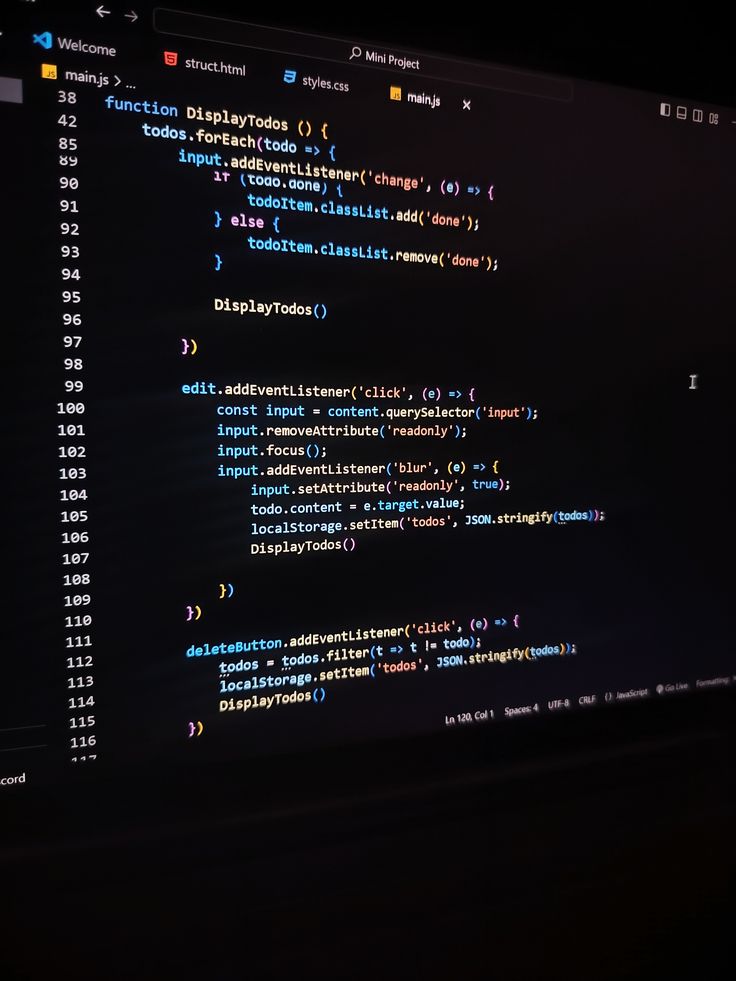 ← →
Mini Project
Welcome
struct.html
styles.css
JS main.js ×
JS main.js > ...
38 function DisplayTodos () {
42 todos.forEach(todo => {
85 input.addEventListener('change', (e) => {
89 if (todo.done) {
90
91 todoItem.classList.add('done');
92 } else {
93 todoItem.classList.remove('done');
94 }
95
96 DisplayTodos()
97 })
98
99 edit.addEventListener('click', (e) => {
100 const input = content.querySelector('input');
101 input.removeAttribute('readonly');
102 input.focus();
103 input.addEventListener('blur', (e) => {
104 input.setAttribute('readonly', true);
105 todo.content = e.target.value;
106 localStorage.setItem('todos', JSON.stringify(todos));
107 DisplayTodos()
108
109 })
110 })
111
112 deleteButton.addEventListener('click', (e) => {
113 todos = todos.filter(t => t != todo);
114 localStorage.setItem('todos', JSON.stringify(todos));
115 DisplayTodos()
116 })
117
Ln 120, Col 1 Spaces: 4 UTF-8 CRLF {} JavaScript Go Live Formatting:
cord